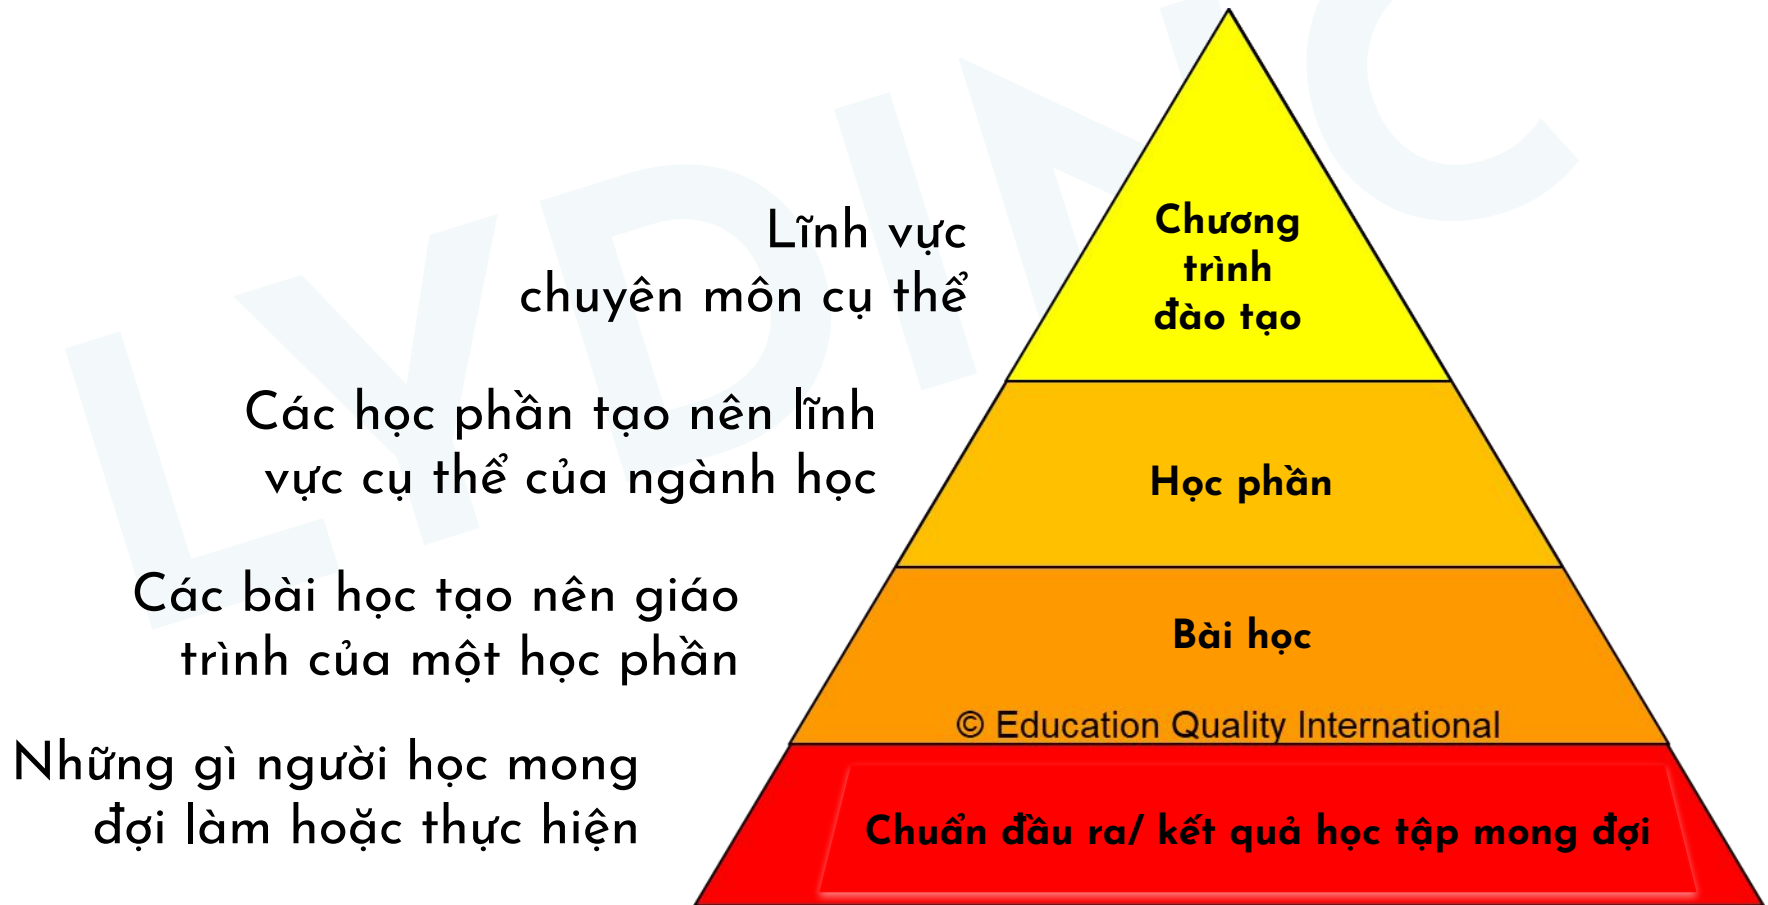 LYDINC
Lĩnh vực
chuyên môn cụ thể
Chương
trình
đào tạo
Các học phần tạo nên lĩnh
vực cụ thể của ngành học
Học phần
Các bài học tạo nên giáo
trình của một học phần
Bài học
© Education Quality International
Những gì người học mong
đợi làm hoặc thực hiện
Chuẩn đầu ra/ kết quả học tập mong đợi